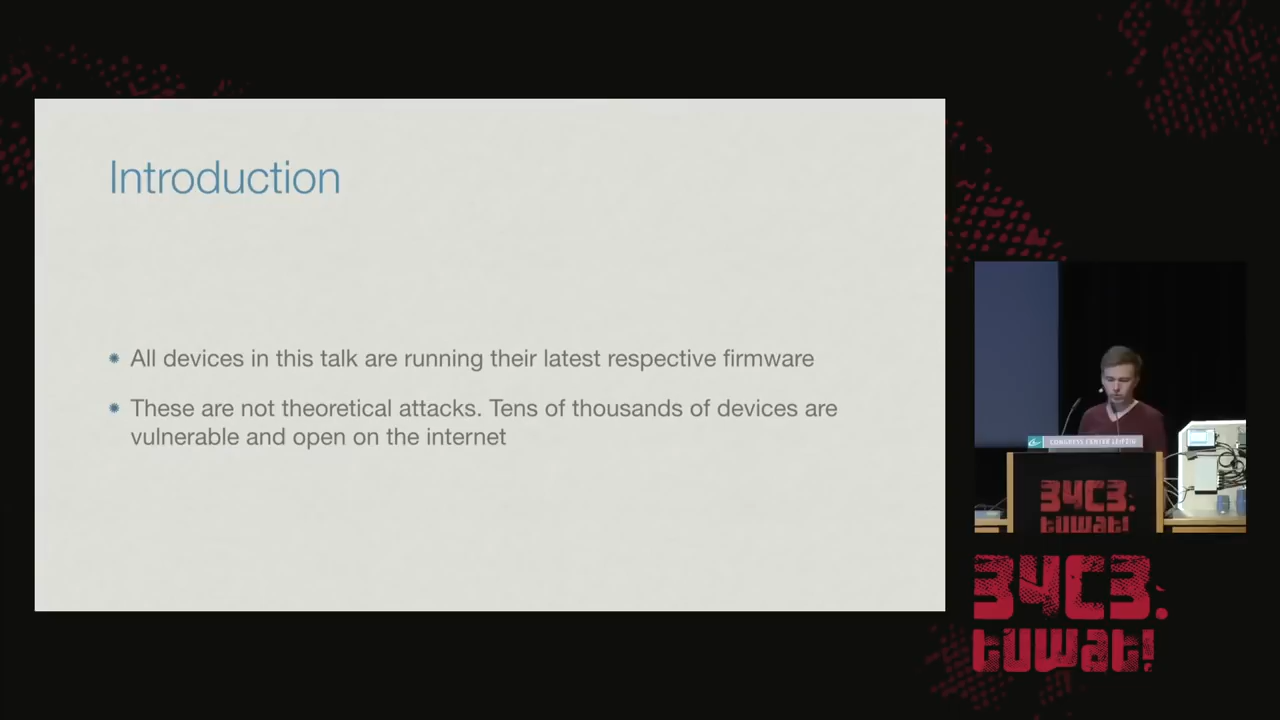 Introduction
All devices in this talk are running their latest respective firmware
These are not theoretical attacks. Tens of thousands of devices are
vulnerable and open on the internet
CONGRESS CENTER LEIPZIG
34C3.
tuwat!
34C3.
tuwat!